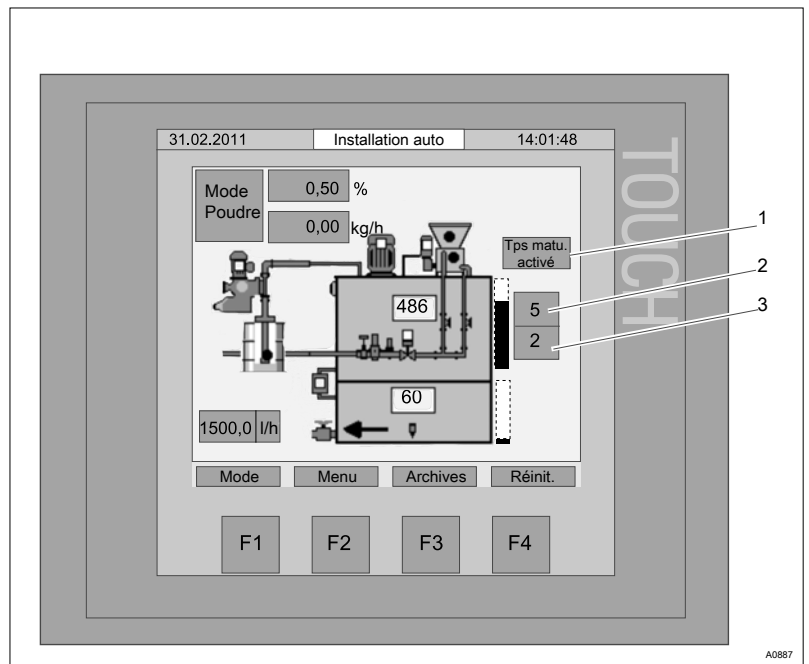 31.02.2011 Installation auto 14:01:48
TOUCH
Mode
Poudre
0,50 %
0,00 kg/h
Tps matu.
activé
1
2
3
486
5
2
60
1500,0 l/h
Mode Menu Archives Réinit.
F1 F2 F3 F4
A0887